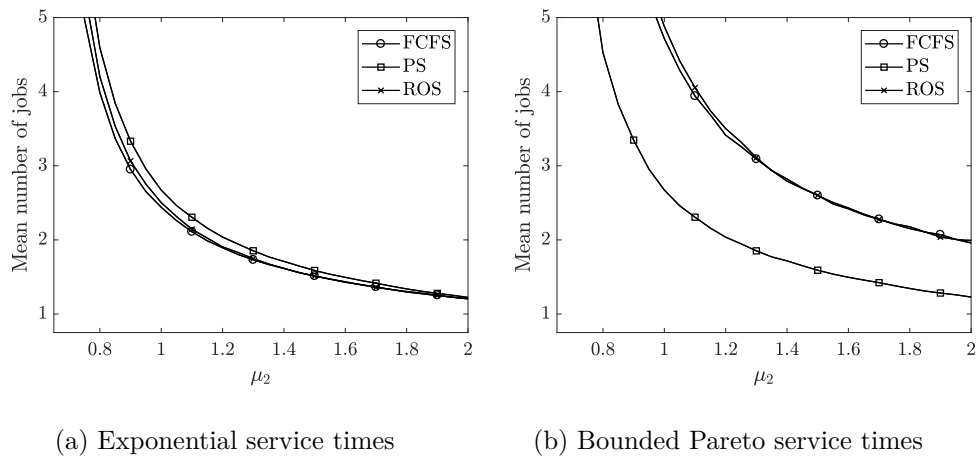 5
4
3
2
1
Mean number of jobs
0.8 1 1.2 1.4 1.6 1.8 2
μ₂
FCFS
PS
ROS
(a) Exponential service times
5
4
3
2
1
Mean number of jobs
0.8 1 1.2 1.4 1.6 1.8 2
μ₂
FCFS
PS
ROS
(b) Bounded Pareto service times